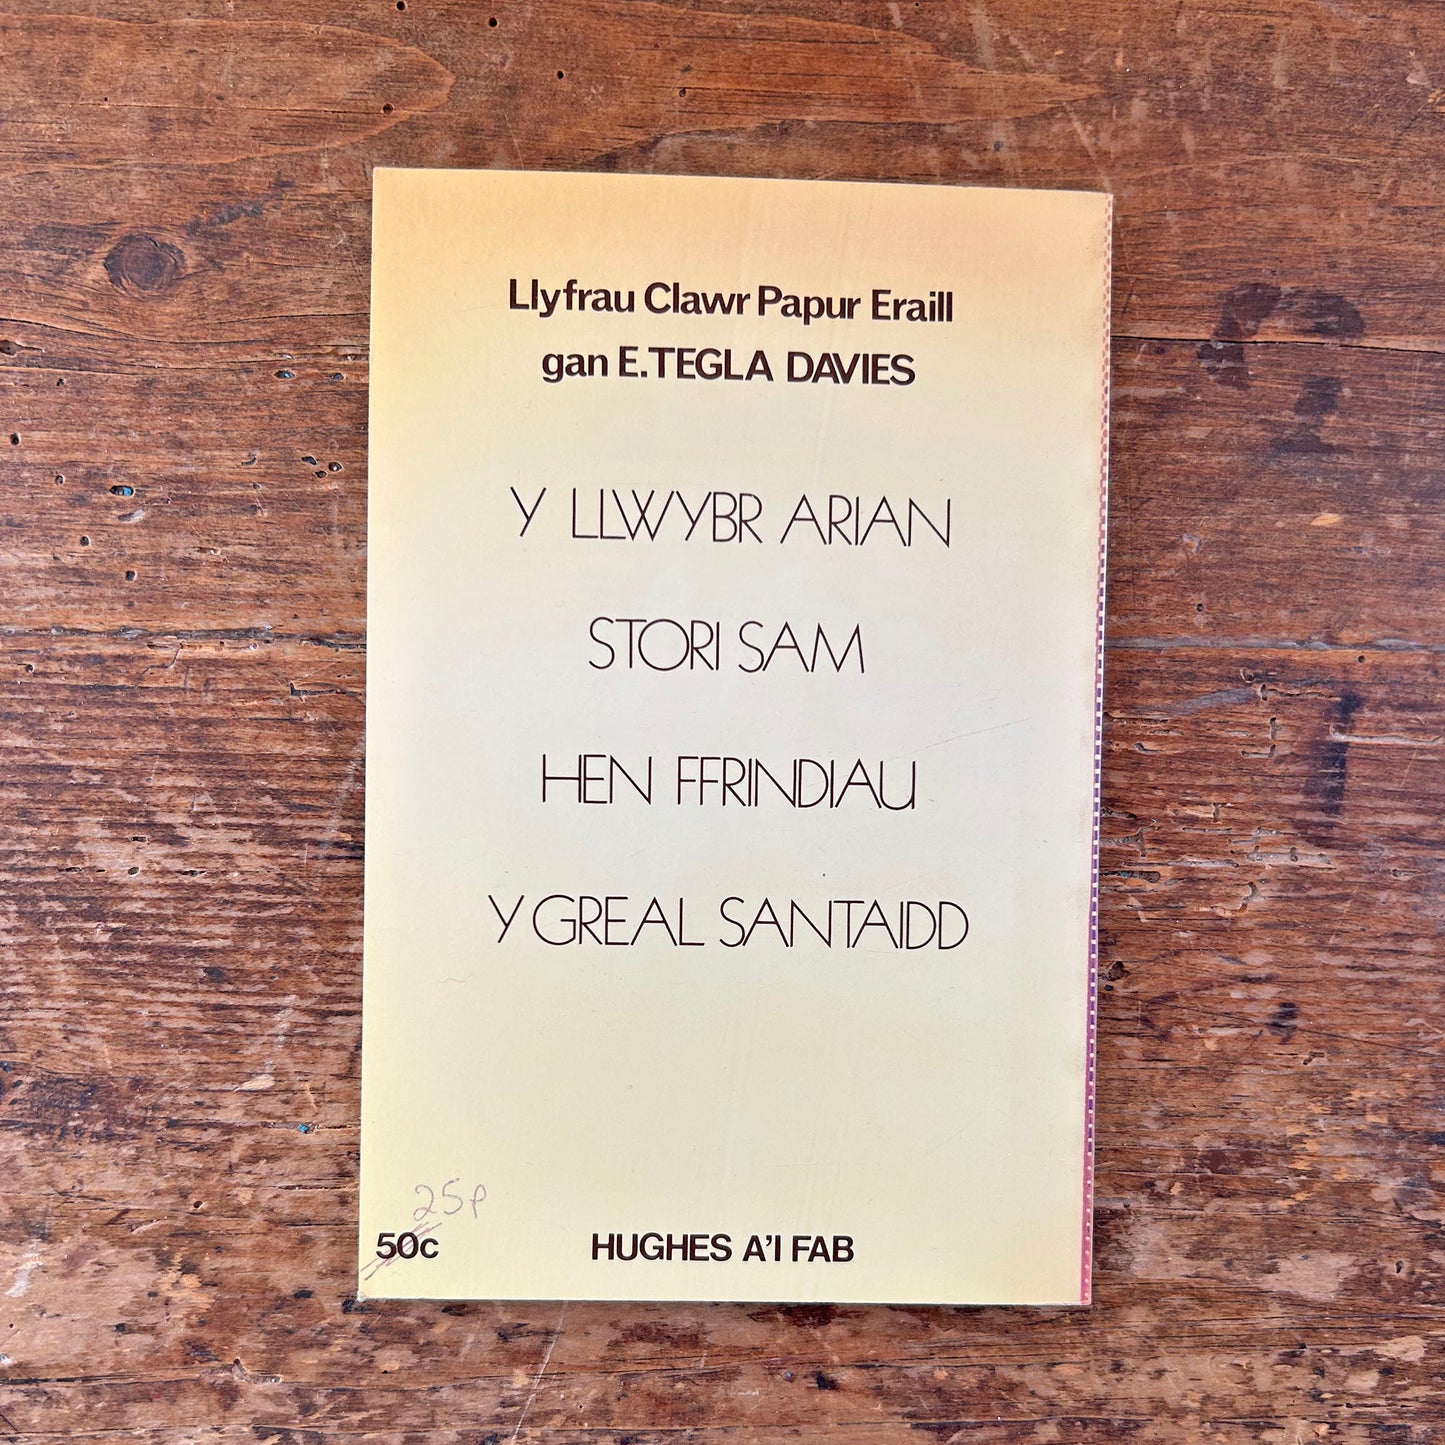 Llyfrau Clawr Papur Eraill
gan E.TEGLA DAVIES
Y LLWYBR ARIAN
STORI SAM
HEN FFRINDIAU
Y GREAL SANTAIDD
25p
50c
HUGHES A'I FAB